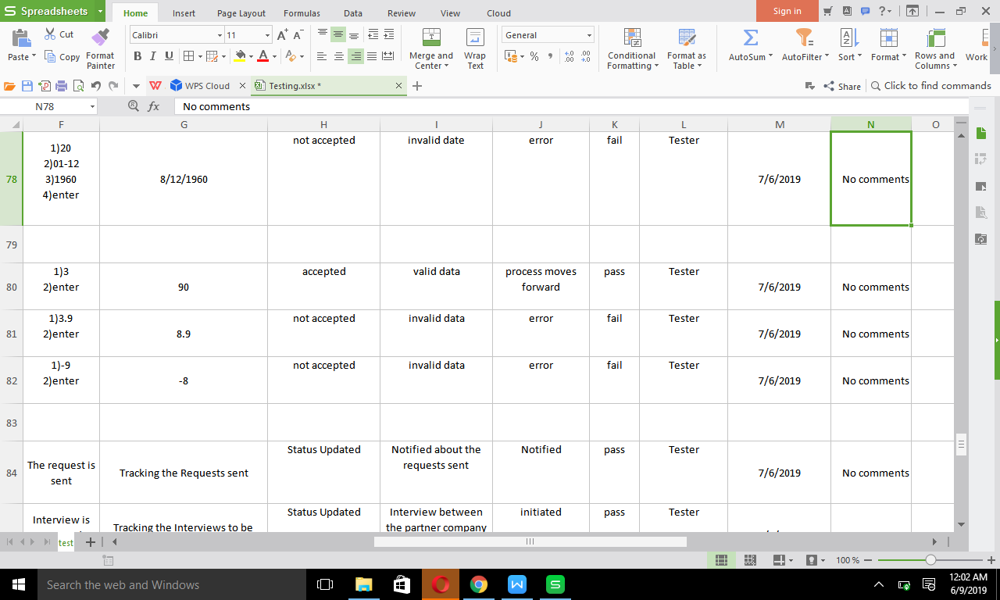 Spreadsheets Home Insert Page Layout Formulas Data Review View Cloud Sign in
Cut Calibri 11 General
Paste Copy Format Painter Merge and Center Wrap Text Conditional Formatting Format as Table AutoSum AutoFilter Sort Format Rows and Columns Work
WPS Cloud Testing.xlsx * Share Click to find commands
N78 fx No comments
F G H I J K L M N O
78 1)20 2)01-12 3)1960 4)enter 8/12/1960 not accepted invalid date error fail Tester 7/6/2019 No comments
79
80 1)3 2)enter 90 accepted valid data process moves forward pass Tester 7/6/2019 No comments
81 1)3.9 2)enter 8.9 not accepted invalid data error fail Tester 7/6/2019 No comments
82 1)-9 2)enter -8 not accepted invalid data error fail Tester 7/6/2019 No comments
83
84 The request is sent Tracking the Requests sent Status Updated Notified about the requests sent Notified pass Tester 7/6/2019 No comments
Interview is Tracking the Interviews to be Status Updated Interview between the partner company initiated pass Tester
test
100 %
Search the web and Windows
12:02 AM
6/9/2019